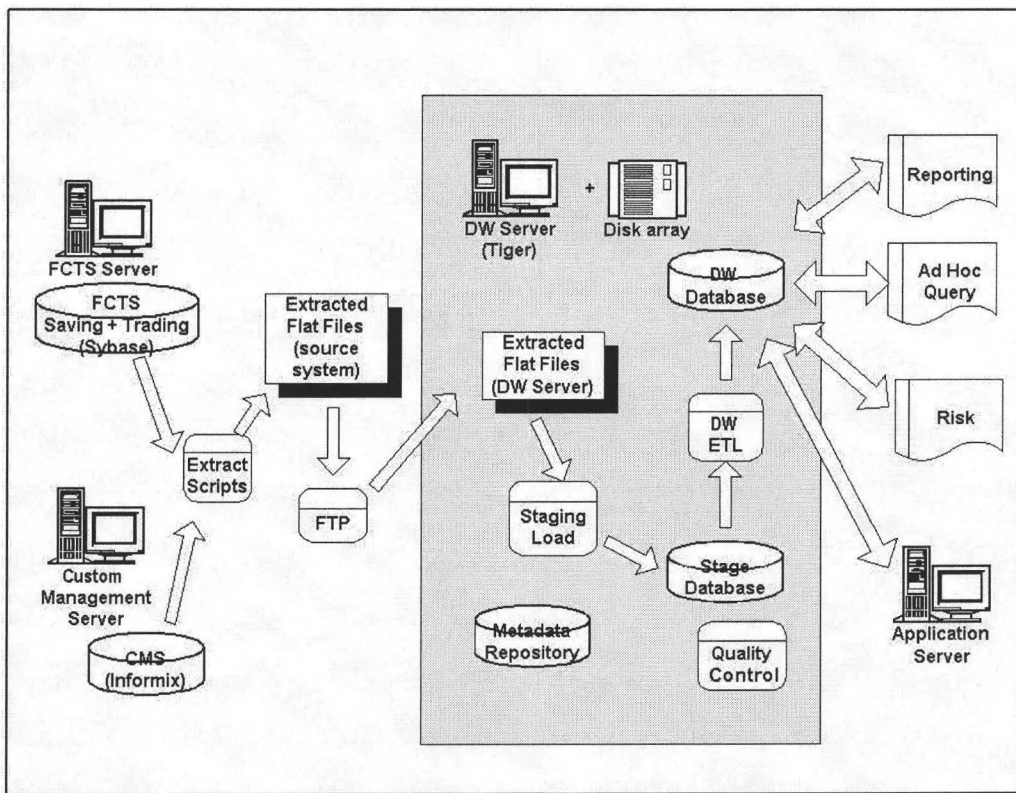 FCTS Server
FCTS
Saving + Trading
(Sybase)
Extracted
Flat Files
(source
system)
Extract
Scripts
FTP
Custom
Management
Server
CMS
(Informix)
DW Server
(Tiger)
+
Disk array
Extracted
Flat Files
(DW Server)
Staging
Load
Metadata
Repository
DW
Database
DW
ETL
Stage
Database
Quality
Control
Reporting
Ad Hoc
Query
Risk
Application
Server